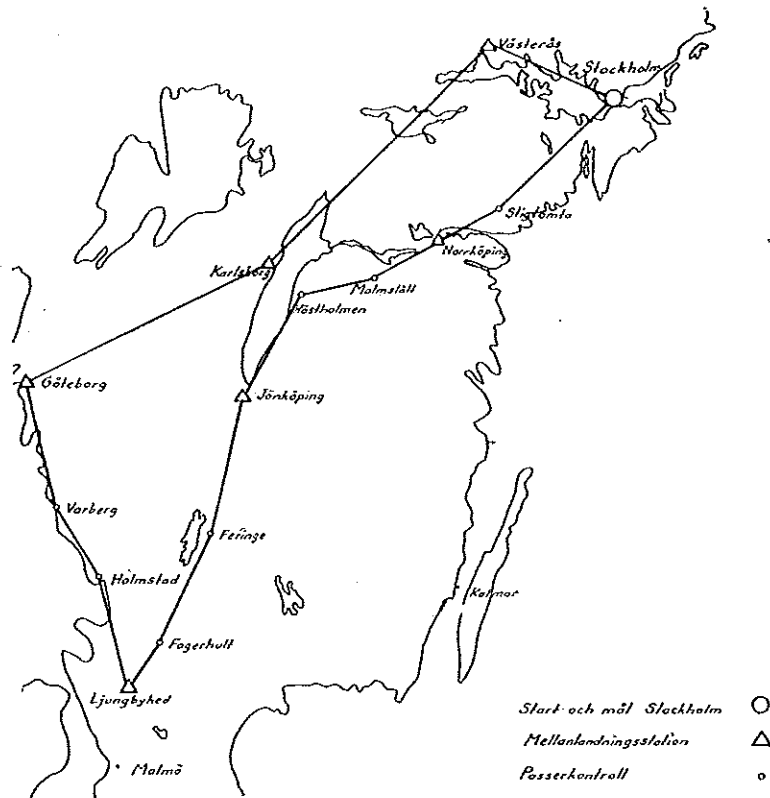 Västerås
Stockholm
Stigtomta
Norrköping
Karlsborg
Malmslätt
Hästholmen
Göteborg
Jönköping
Varberg
Feringe
Halmstad
Kalmar
Fagerhult
Ljungbyhed
Start och mål Stockholm
Mellanlandningsstation
Malmö
Passerkontroll